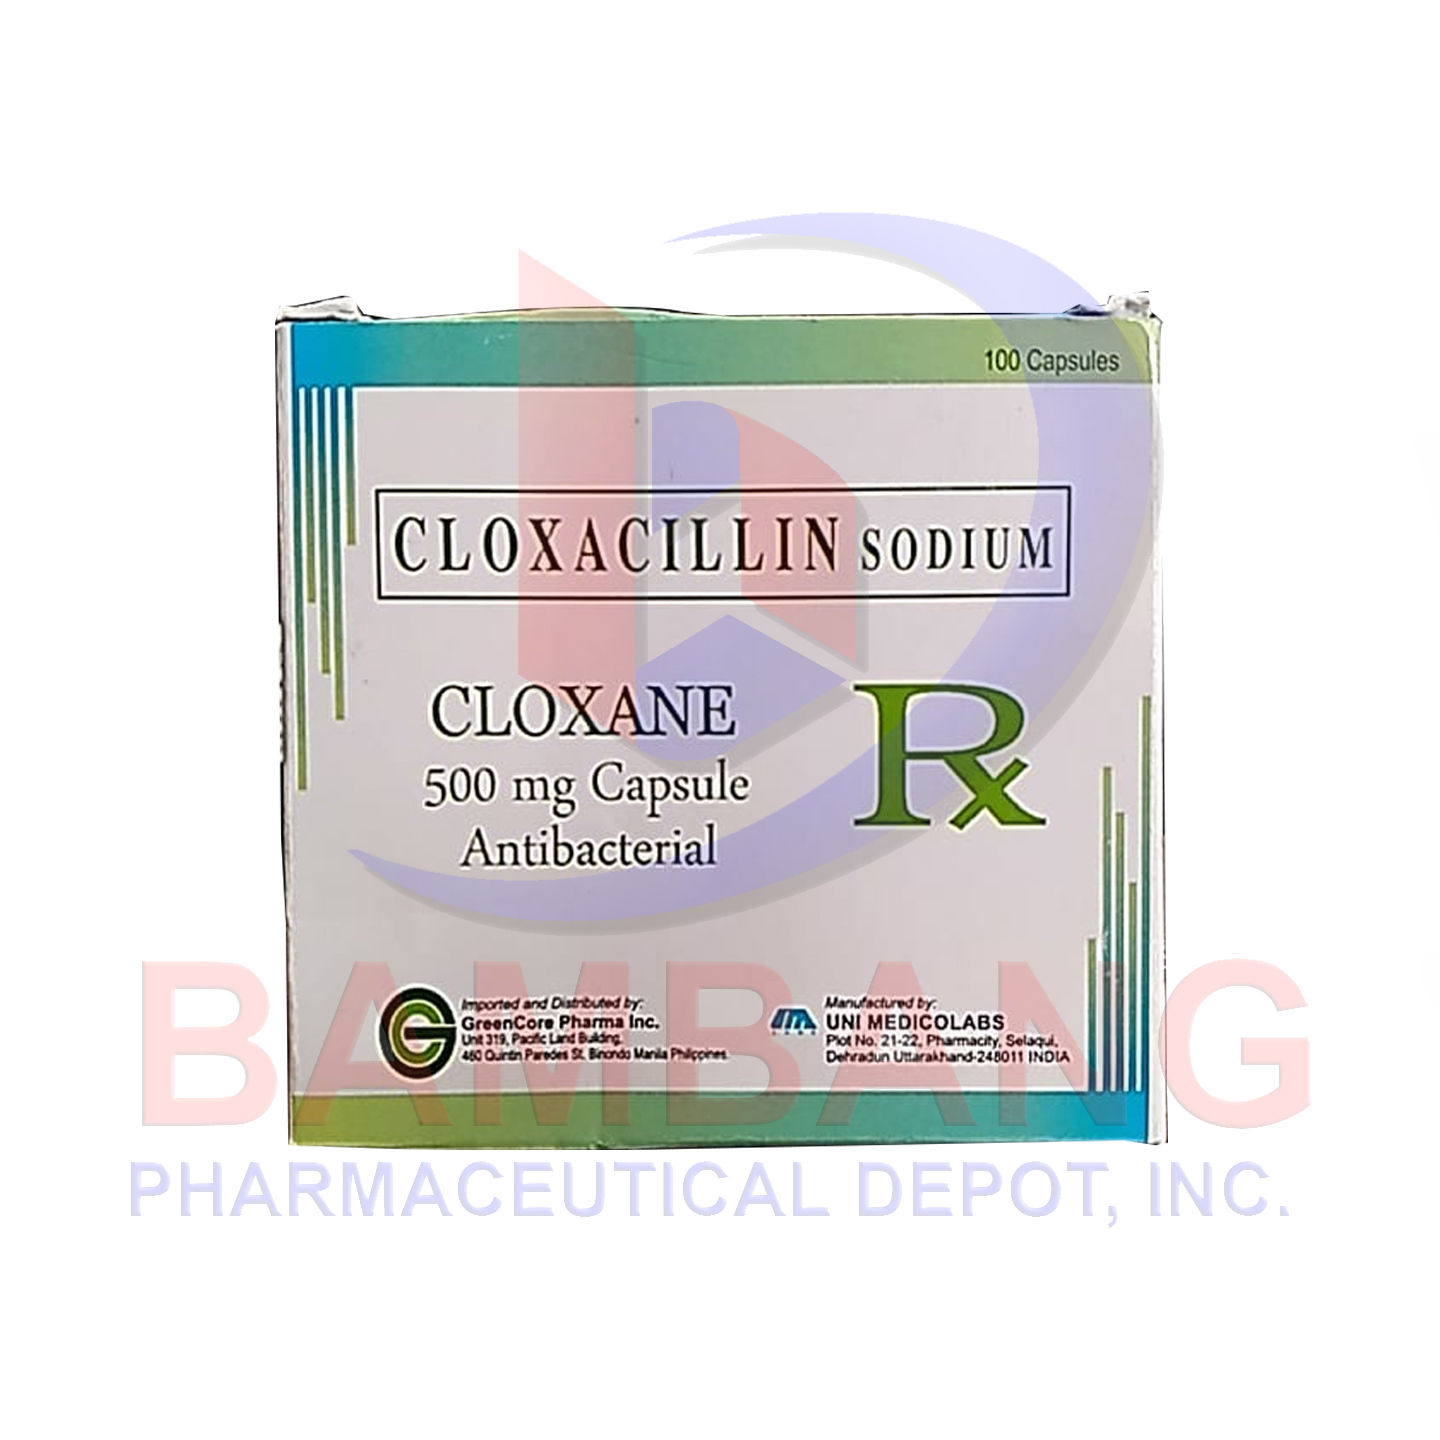 100 Capsules
CLOXACILLIN SODIUM
CLOXANE
500 mg Capsule
Antibacterial
Rx
Imported and Distributed by:
GreenCore Pharma Inc.
Unit 319, Pacific Land Building,
460 Quintin Paredes St. Binondo Manila Philippines
Manufactured by:
UNI MEDICOLABS
Plot No. 21-22, Pharmacity, Selaqui,
Dehradun Uttarakhand-248011 INDIA
BAMBANG
PHARMACEUTICAL DEPOT, INC.